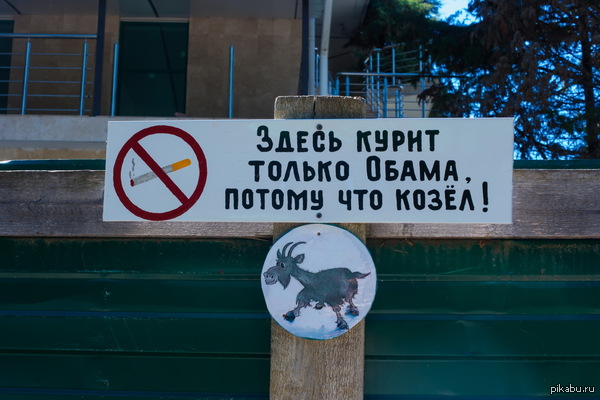 Здесь курит
только Обама,
потому что козёл!
pikabu.ru